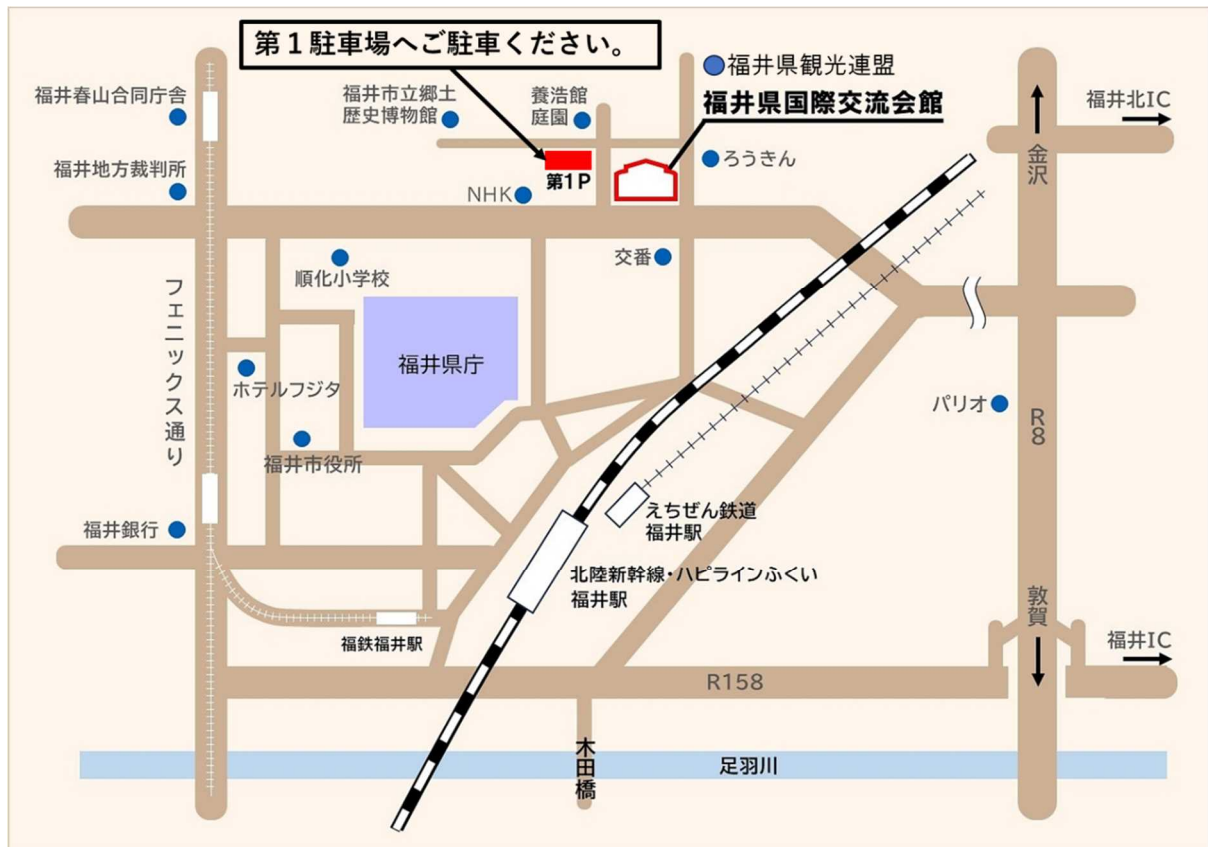 第１駐車場へご駐車ください。
福井県観光連盟
福井県国際交流会館
福井春山合同庁舎
福井市立郷土
歴史博物館
養浩館
庭園
福井北IC
金沢
ろうきん
福井地方裁判所
第1P
NHK
交番
順化小学校
フェニックス通り
福井県庁
ホテルフジタ
パリオ
R8
福井市役所
えちぜん鉄道
福井駅
福井銀行
北陸新幹線・ハピラインふくい
福井駅
敦賀
福鉄福井駅
福井IC
R158
木田橋
足羽川